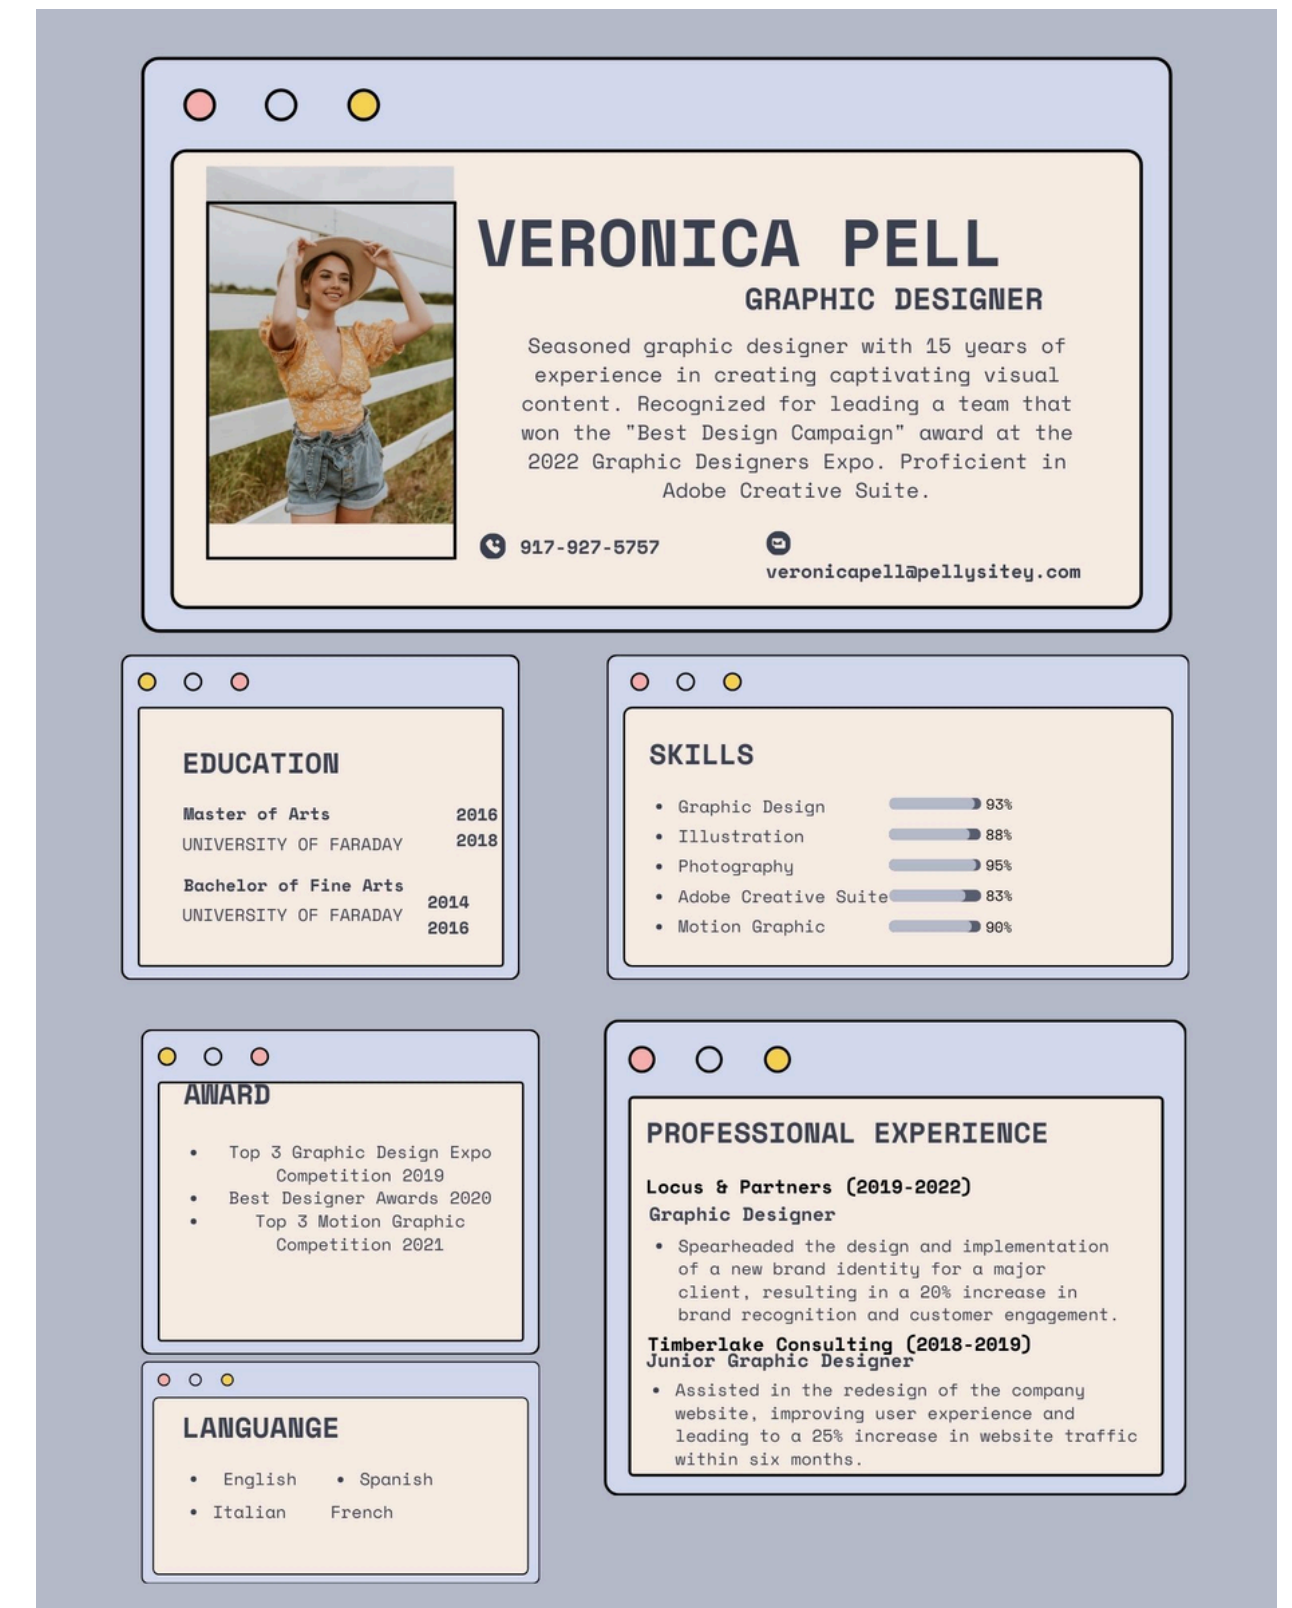 VERONICA PELL
GRAPHIC DESIGNER
Seasoned graphic designer with 15 years of
experience in creating captivating visual
content. Recognized for leading a team that
won the "Best Design Campaign" award at the
2022 Graphic Designers Expo. Proficient in
Adobe Creative Suite.
917-927-5757
veronicapell@pellysitey.com
EDUCATION
Master of Arts 2016
UNIVERSITY OF FARADAY 2018
Bachelor of Fine Arts
2014
UNIVERSITY OF FARADAY
2016
SKILLS
• Graphic Design 93%
• Illustration 88%
• Photography 95%
• Adobe Creative Suite 83%
• Motion Graphic 90%
AWARD
• Top 3 Graphic Design Expo
Competition 2019
• Best Designer Awards 2020
• Top 3 Motion Graphic
Competition 2021
LANGUANGE
• English • Spanish
• Italian French
PROFESSIONAL EXPERIENCE
Locus & Partners (2019-2022)
Graphic Designer
• Spearheaded the design and implementation
of a new brand identity for a major
client, resulting in a 20% increase in
brand recognition and customer engagement.
Timberlake Consulting (2018-2019)
Junior Graphic Designer
• Assisted in the redesign of the company
website, improving user experience and
leading to a 25% increase in website traffic
within six months.